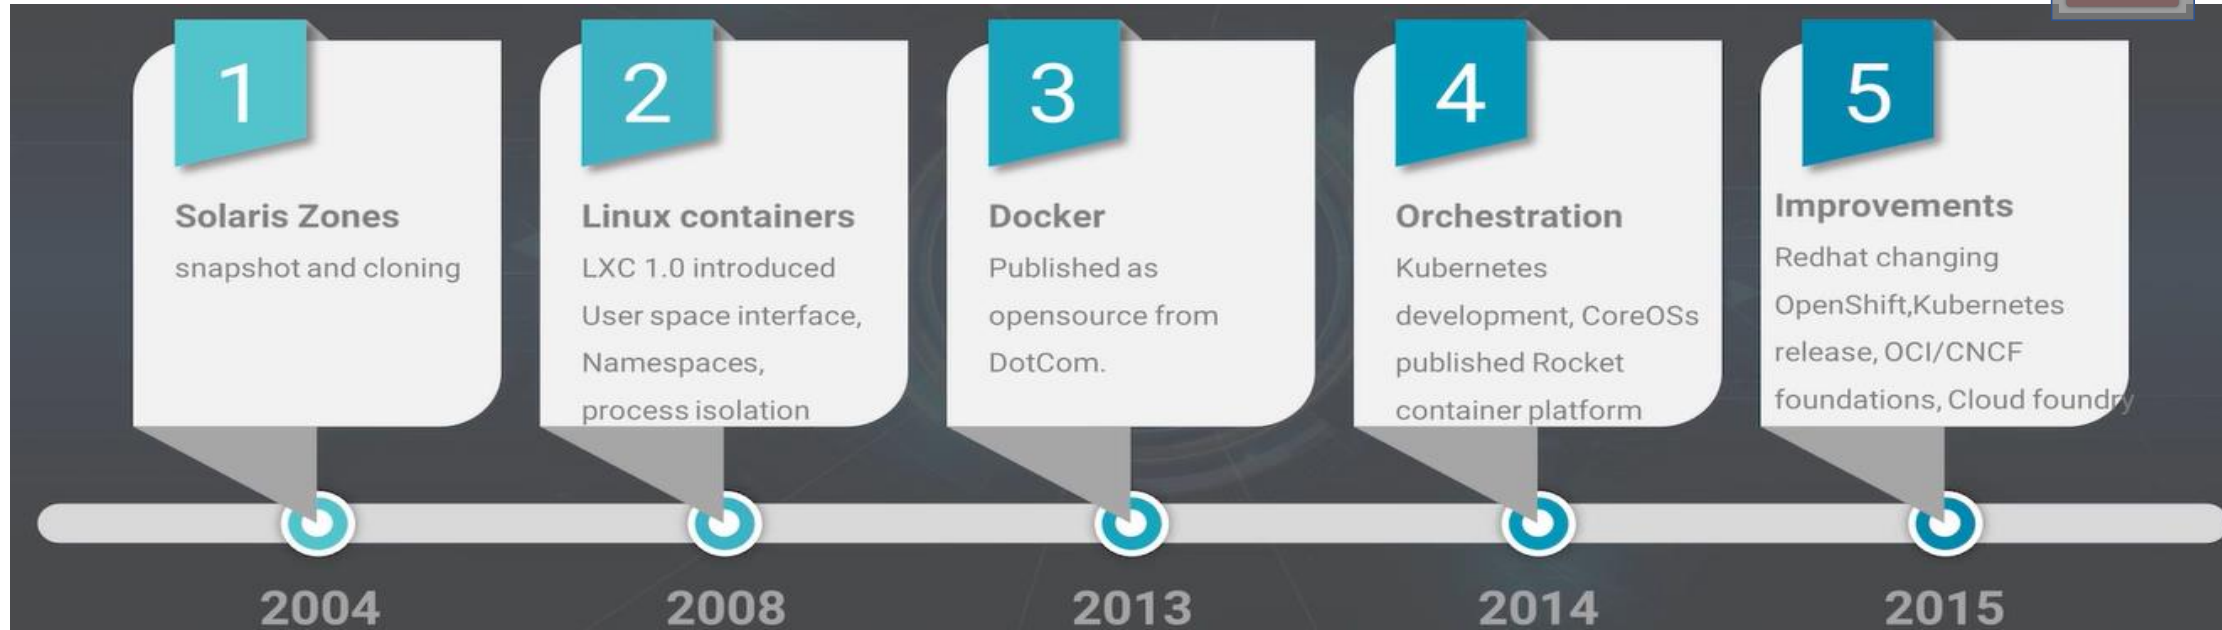 1
Solaris Zones
snapshot and cloning
2
Linux containers
LXC 1.0 introduced
User space interface,
Namespaces,
process isolation
3
Docker
Published as
opensource from
DotCom.
4
Orchestration
Kubernetes
development, CoreOSs
published Rocket
container platform
5
Improvements
Redhat changing
OpenShift,Kubernetes
release, OCI/CNCF
foundations, Cloud foundry
2004
2008
2013
2014
2015